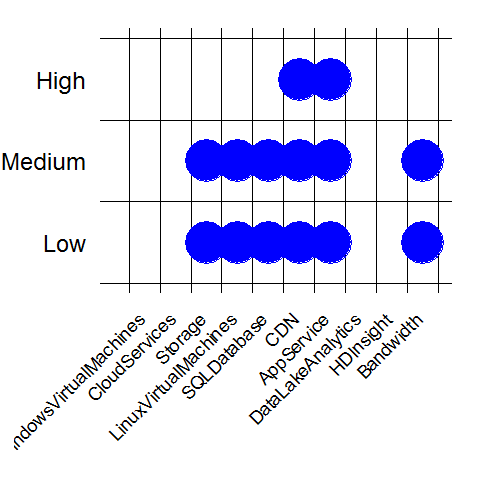 High
Medium
Low
ndowsVirtualMachines
CloudServices
Storage
LinuxVirtualMachines
SQLDatabase
CDN
AppService
DataLakeAnalytics
HDInsight
Bandwidth